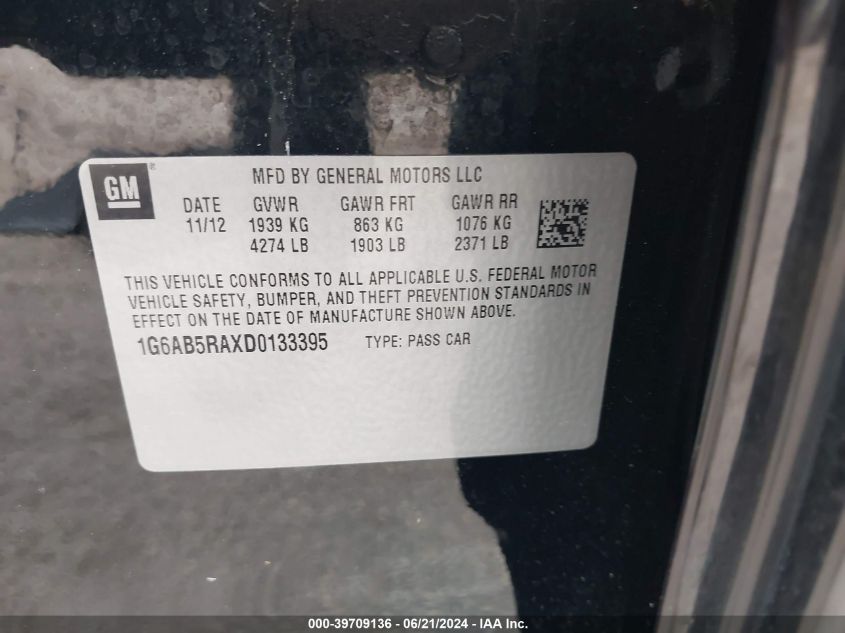 GM ®
MFD BY GENERAL MOTORS LLC
DATE GVWR GAWR FRT GAWR RR
11/12 1939 KG 863 KG 1076 KG
4274 LB 1903 LB 2371 LB
THIS VEHICLE CONFORMS TO ALL APPLICABLE U.S. FEDERAL MOTOR
VEHICLE SAFETY, BUMPER, AND THEFT PREVENTION STANDARDS IN
EFFECT ON THE DATE OF MANUFACTURE SHOWN ABOVE.
1G6AB5RAXD0133395 TYPE: PASS CAR
000-39709136 - 06/21/2024 - IAA Inc.